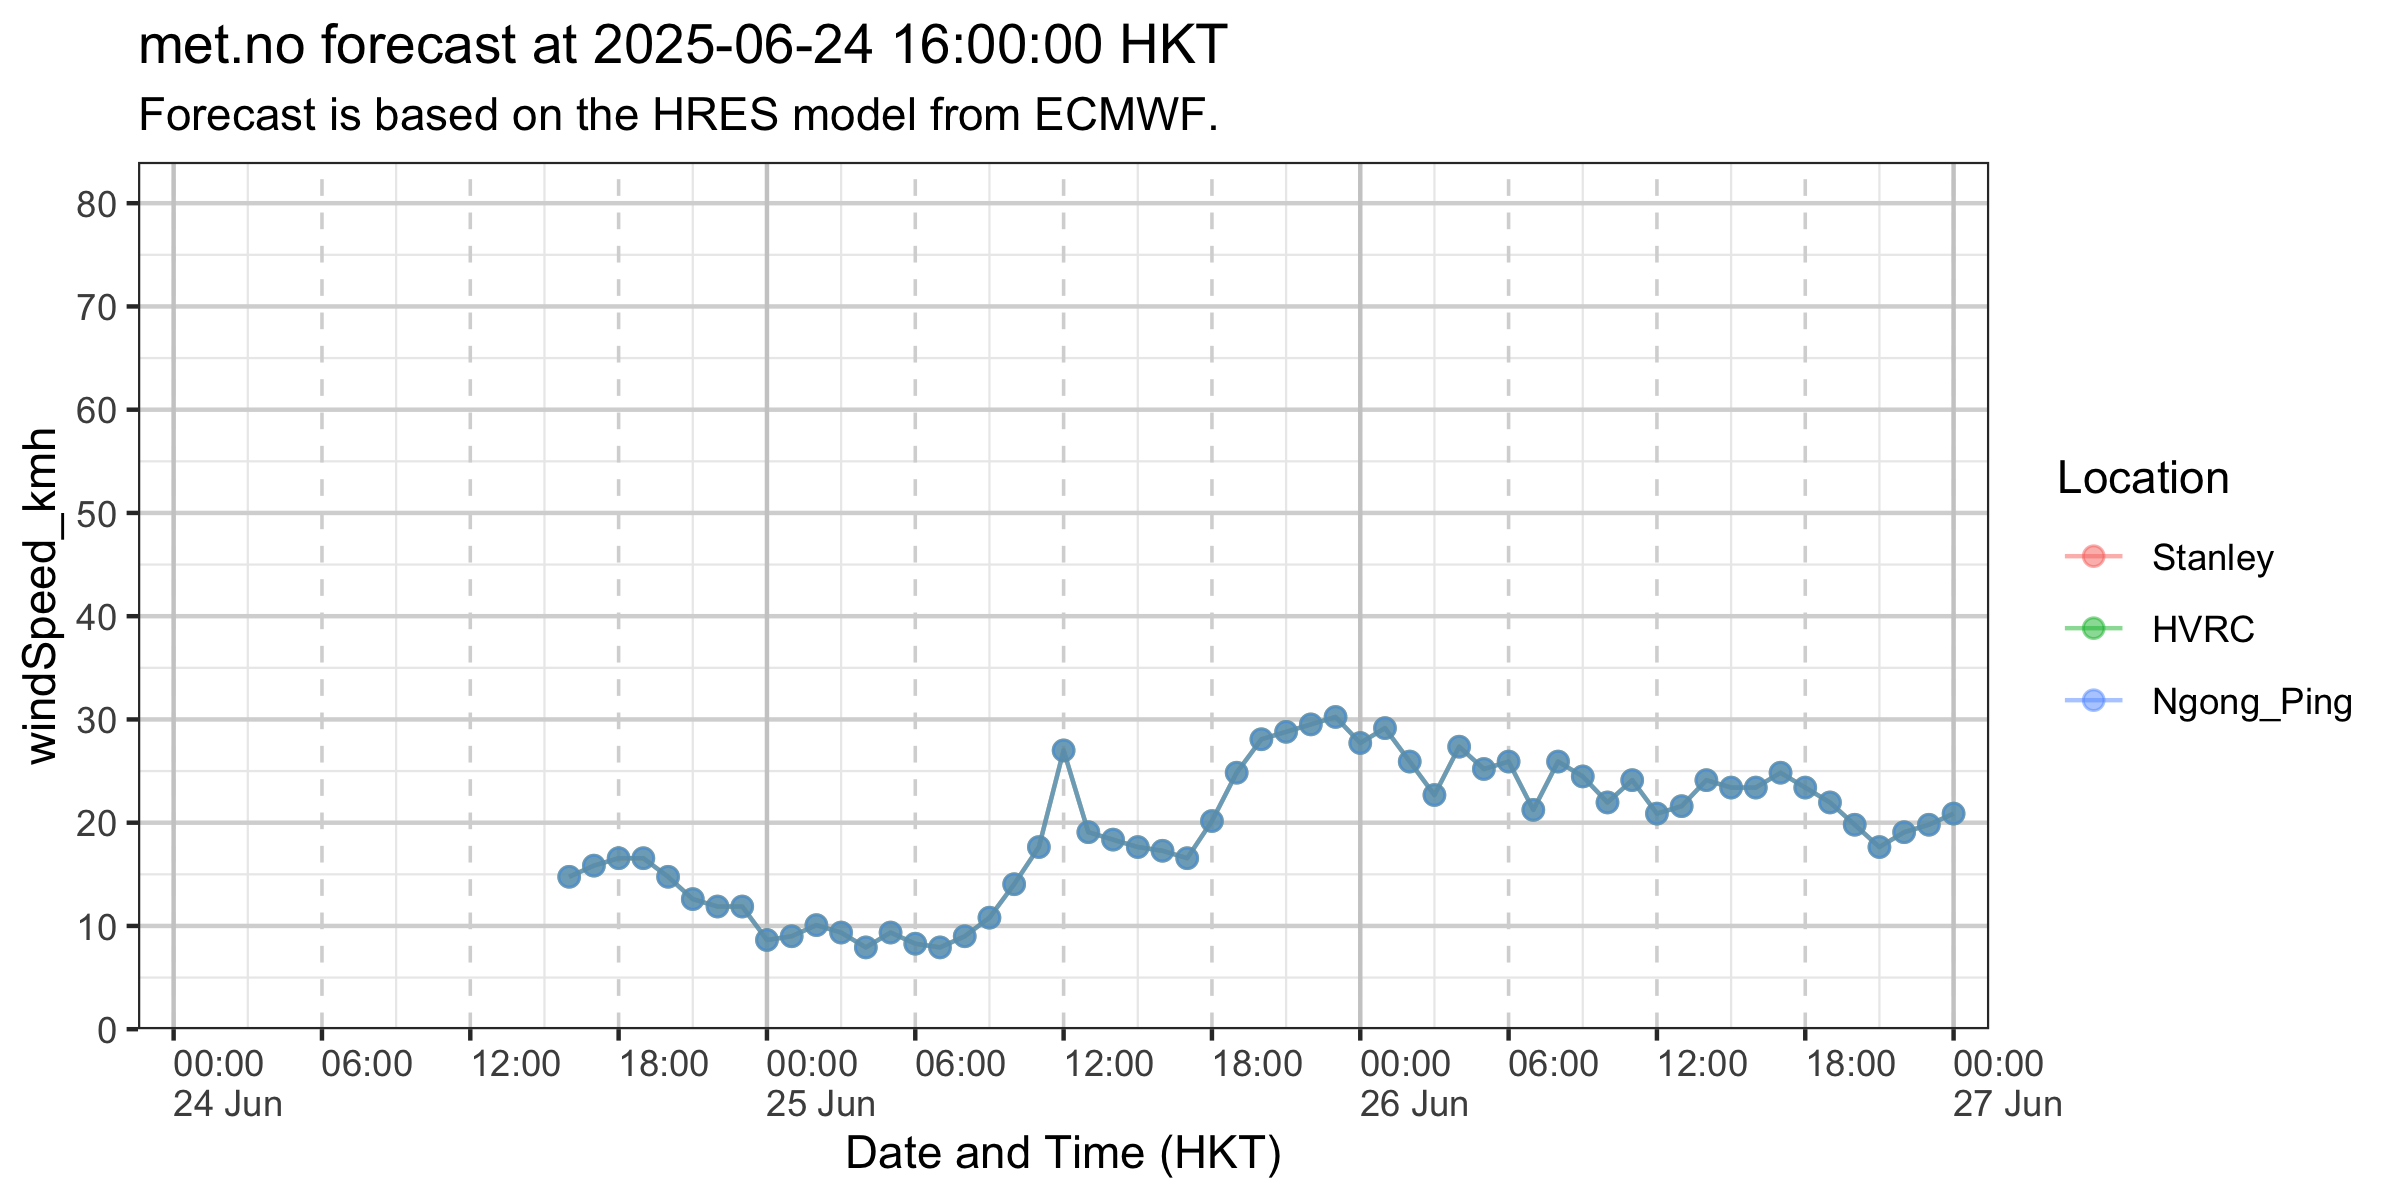 met.no forecast at 2025-06-24 16:00:00 HKT
Forecast is based on the HRES model from ECMWF.
windSpeed_kmh
80
70
60
50
40
30
20
10
0
00:00 06:00 12:00 18:00 00:00 06:00 12:00 18:00 00:00 06:00 12:00 18:00 00:00
24 Jun 25 Jun 26 Jun 27 Jun
Date and Time (HKT)
Location
Stanley
HVRC
Ngong_Ping